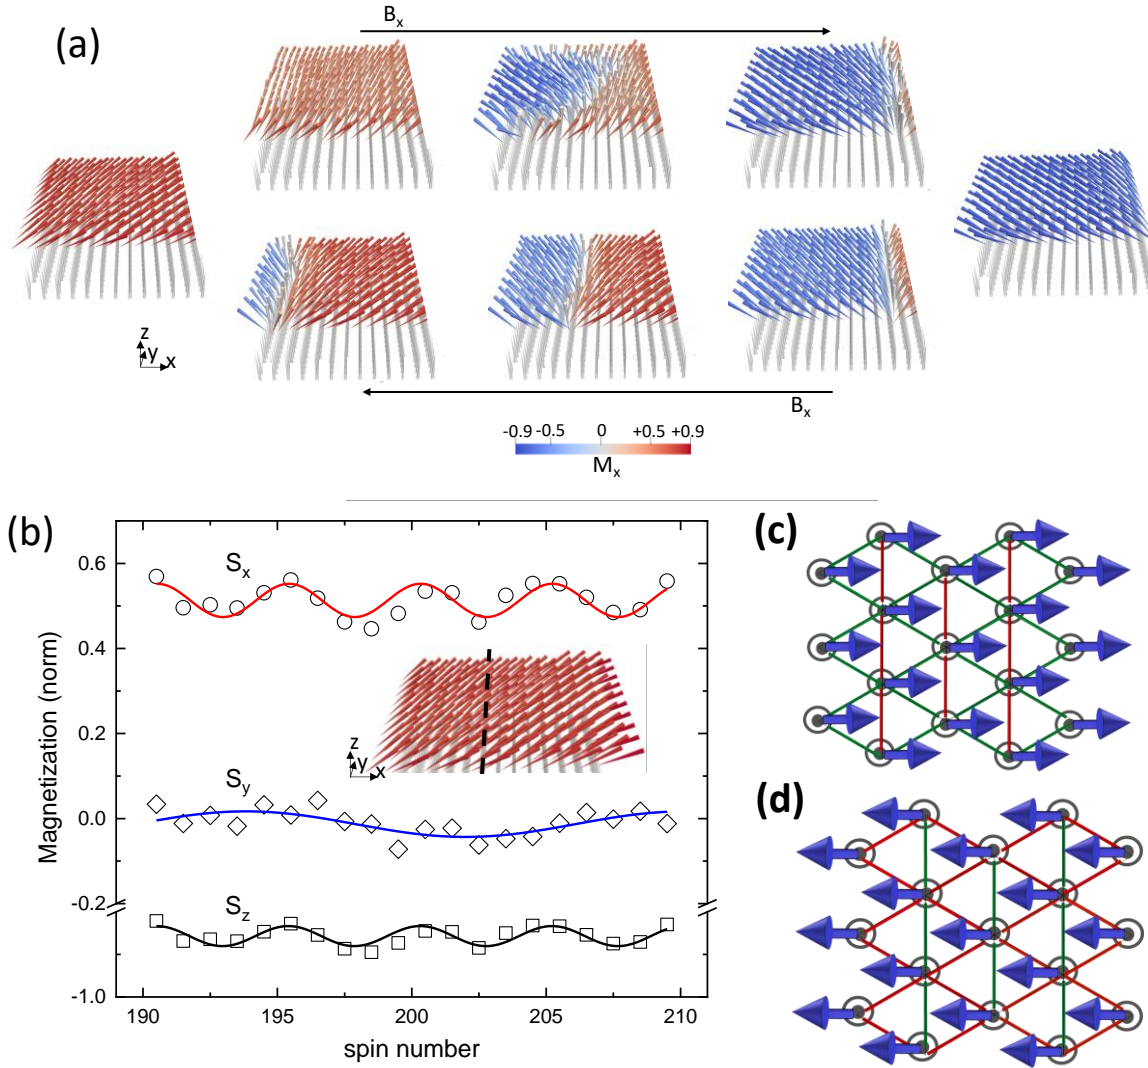 (a)
B_x
z
y
x
B_x
-0.9 -0.5 0 +0.5 +0.9
M_x
(b)
Magnetization (norm)
0.6
0.4
0.2
0.0
-0.2
-1.0
S_x
z
y
x
S_y
S_z
190 195 200 205 210
spin number
(c)
(d)